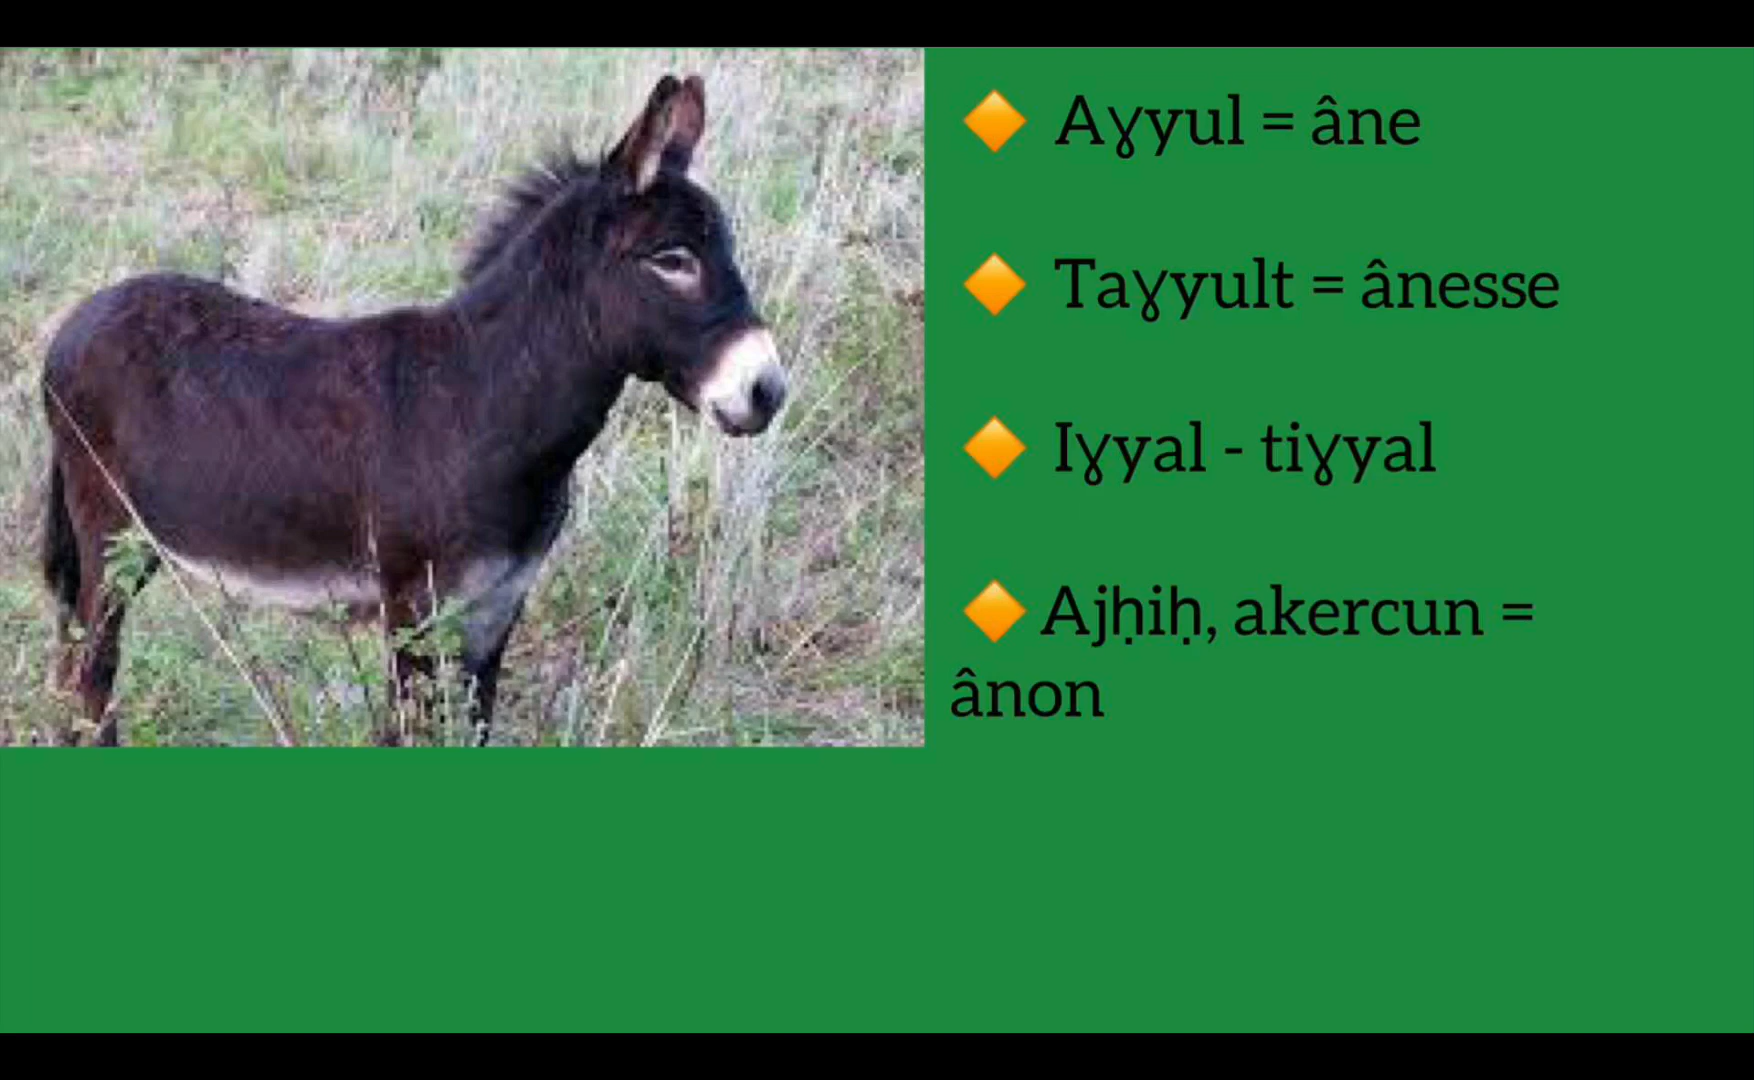 🔸 Aɣyul = âne
🔸 Taɣyult = ânesse
🔸 Iɣyal - tiɣyal
🔸 Ajḥiḥ, akercun =
ânon